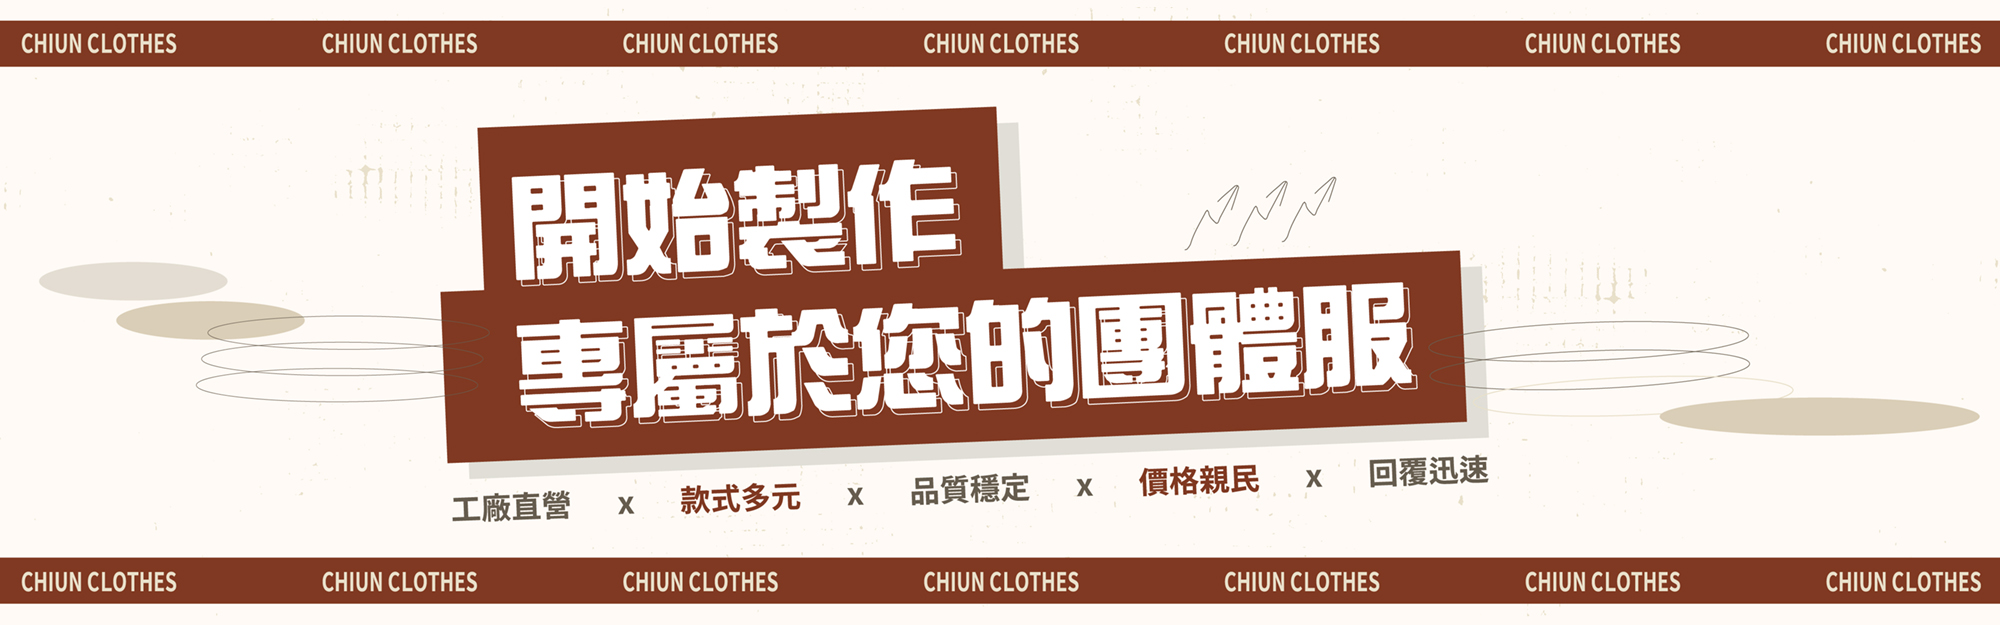 CHIUN CLOTHES CHIUN CLOTHES CHIUN CLOTHES CHIUN CLOTHES CHIUN CLOTHES CHIUN CLOTHES CHIUN CLOTHES
開始製作
專屬於您的團體服
工廠直營 x 款式多元 x 品質穩定 x 價格親民 x 回覆迅速
CHIUN CLOTHES CHIUN CLOTHES CHIUN CLOTHES CHIUN CLOTHES CHIUN CLOTHES CHIUN CLOTHES CHIUN CLOTHES